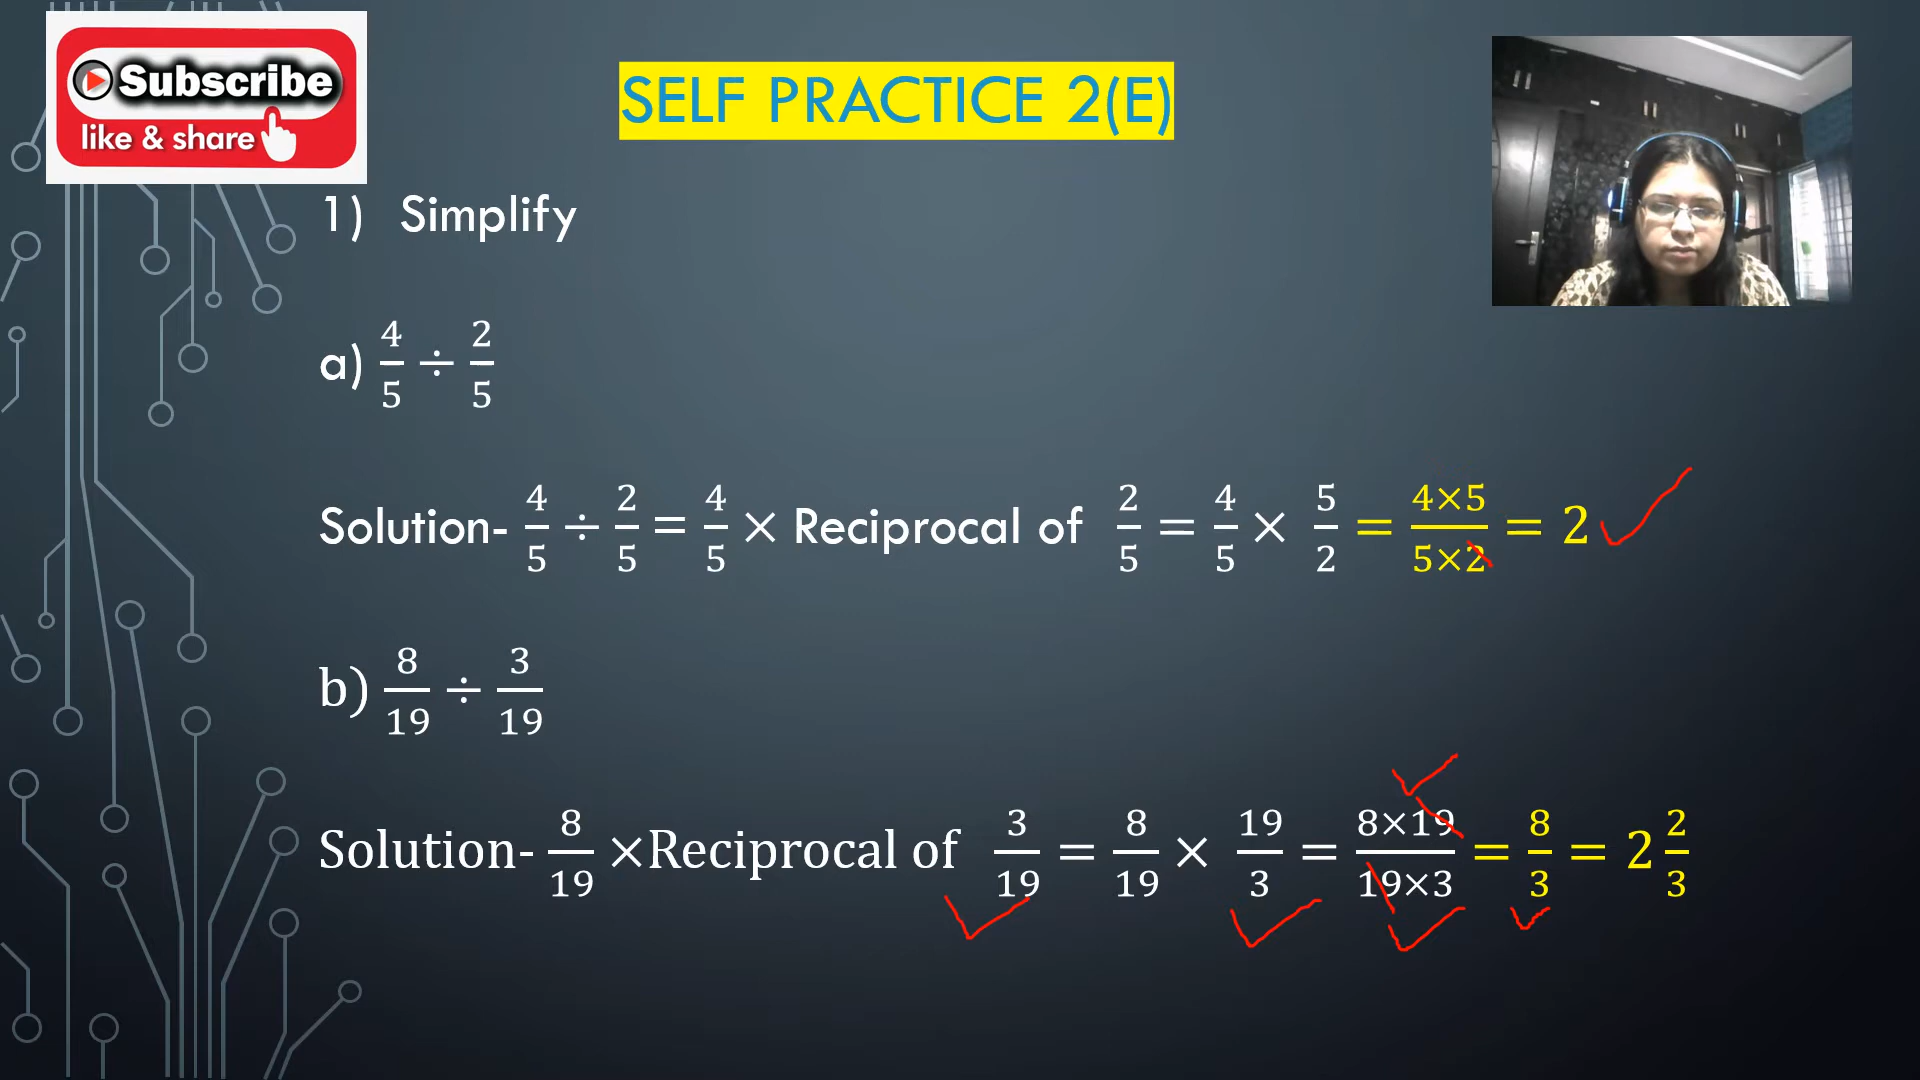 Subscribe
like & share
SELF PRACTICE 2(E)
1) Simplify
a) 4/5 ÷ 2/5
Solution- 4/5 ÷ 2/5 = 4/5 × Reciprocal of 2/5 = 4/5 × 5/2 = 4×5/5×2 = 2
b) 8/19 ÷ 3/19
Solution- 8/19 ×Reciprocal of 3/19 = 8/19 × 19/3 = 8×19/19×3 = 8/3 = 2 2/3